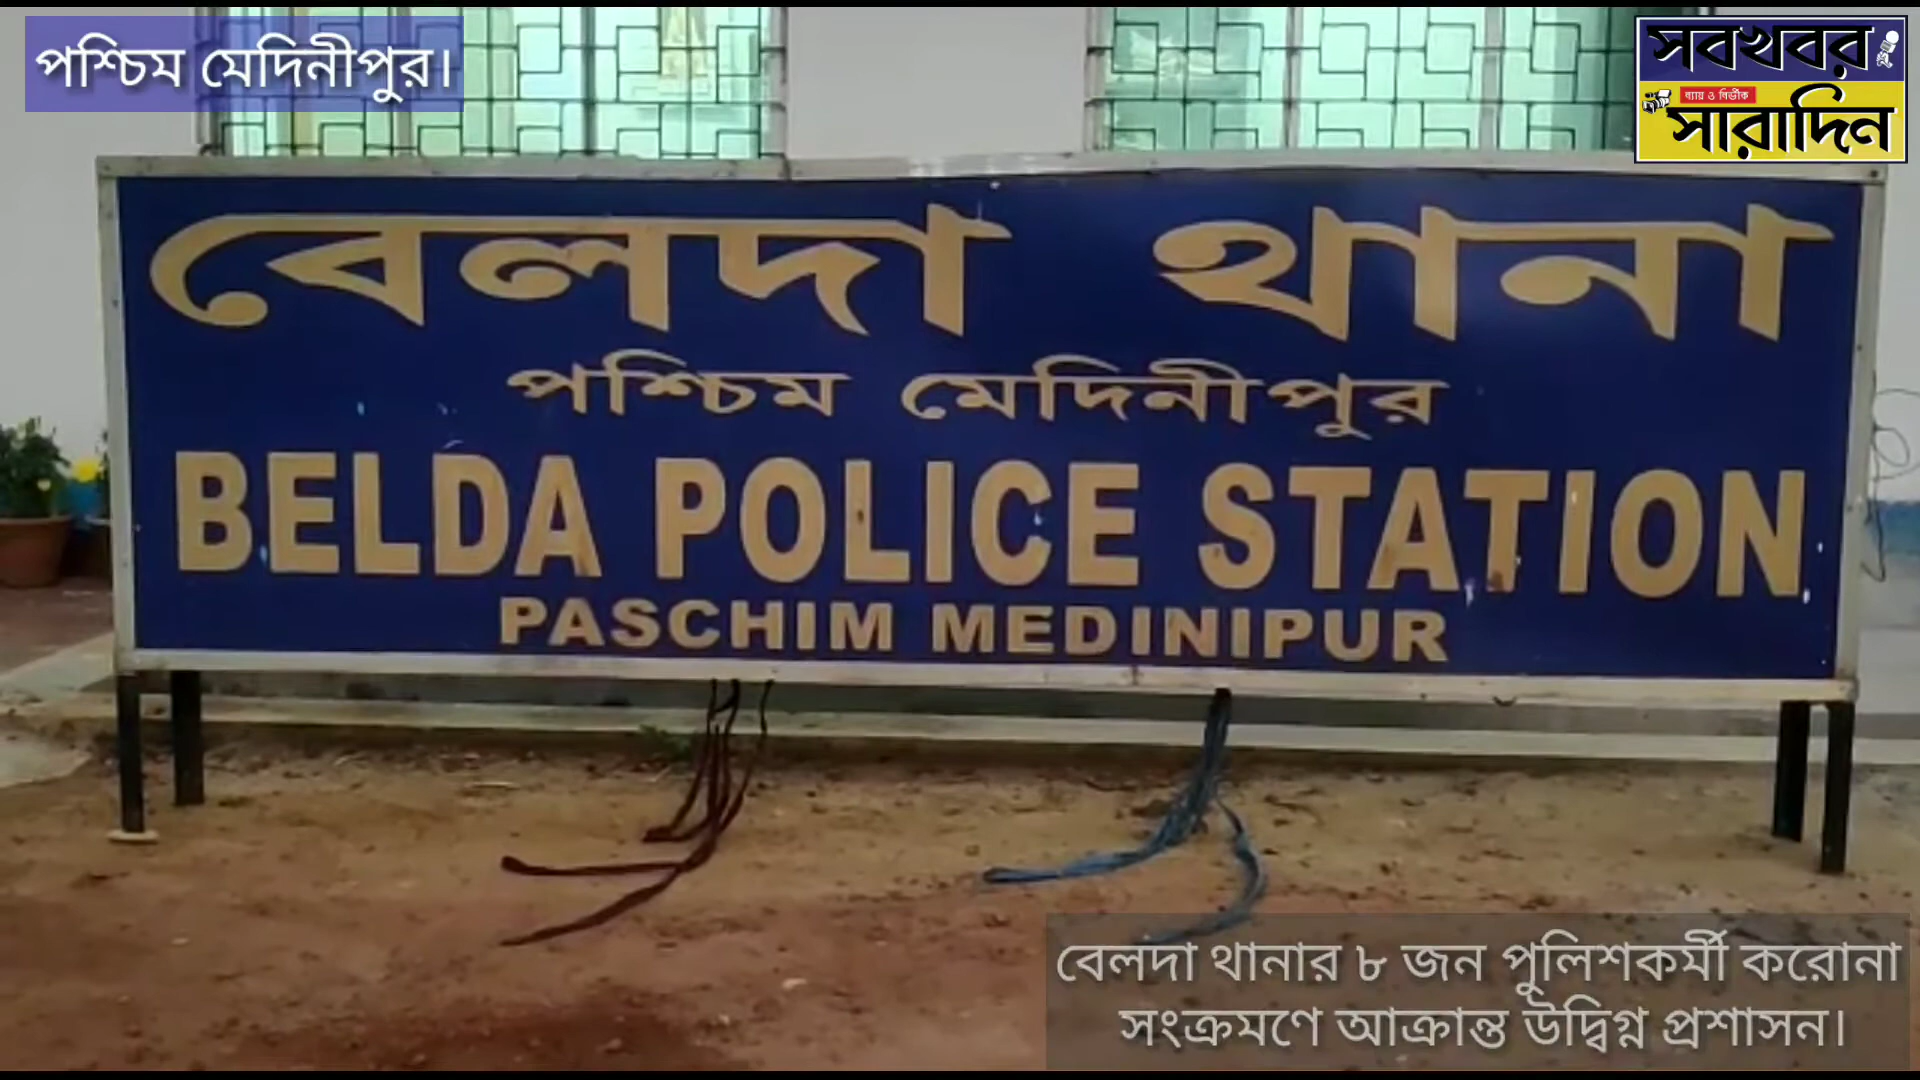 পশ্চিম মেদিনীপুর।
সবখবর
ন্যায় ও নির্ভীক
সারাদিন
বেলদা থানা
পশ্চিম মেদিনীপুর
BELDA POLICE STATION
PASCHIM MEDINIPUR
বেলদা থানার ৮ জন পুলিশকর্মী করোনা
সংক্রমণে আক্রান্ত উদ্বিগ্ন প্রশাসন।